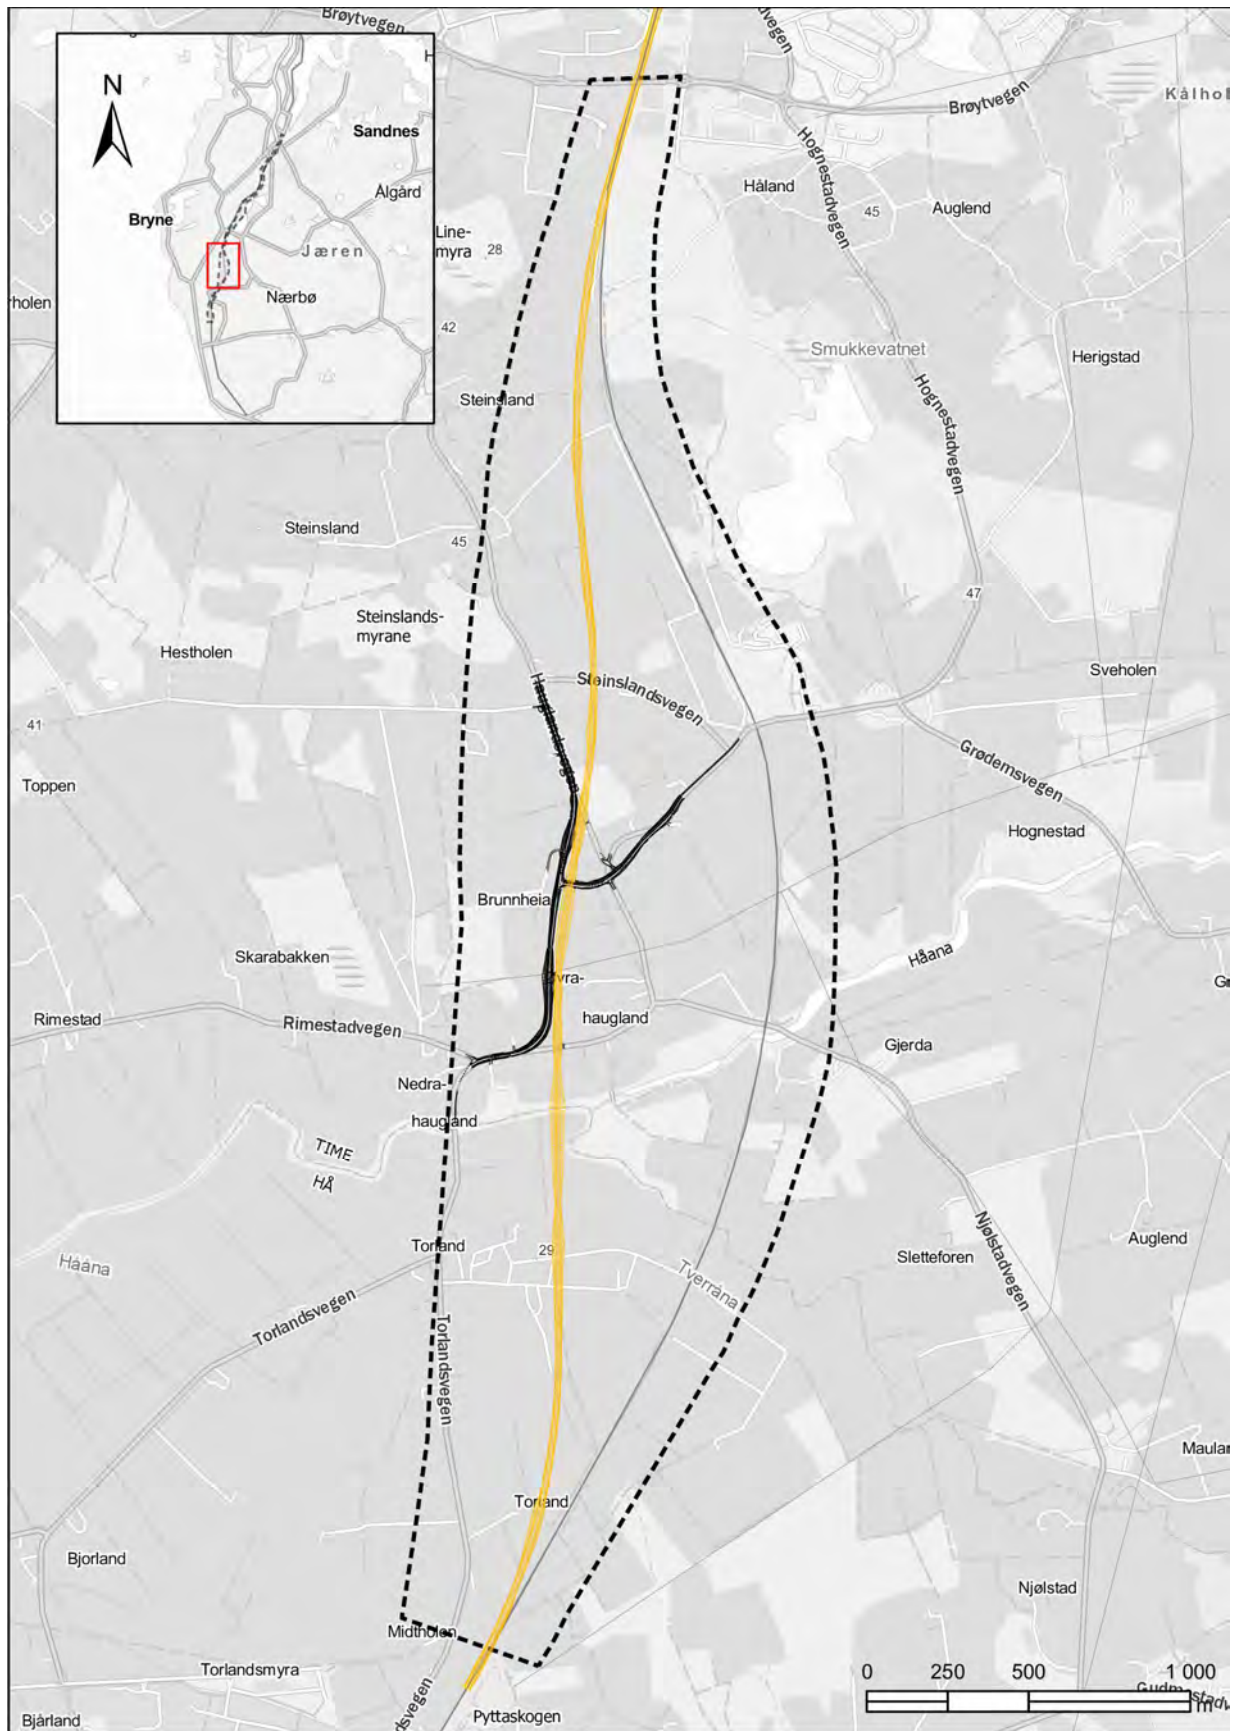 Brøytvegen
N
Sandnes
Ålgård
Bryne
Jæren
Nærbø
Kålhol
Brøytvegen
Hognestadvegen
Håland
45
Auglend
Line-
myra
28
rholen
42
Smukkevatnet
Herigstad
Steinsland
Hognestadvegen
Steinsland
45
47
Steinslands-
myrane
Hestholen
Sveholen
Steinslandsvegen
Hauglandsvegen
41
Toppen
Grødemsvegen
Hognestad
Brunnheia
Skarabakken
Håana
Øvra-
haugland
Rimestad
Rimestadvegen
Gjerda
Nedra-
haugland
TIME
HÅ
Håana
Torland
29
Tverråna
Sletteforen
Auglend
Njølstadvegen
Torlandsvegen
Torlandsvegen
Maular
Torland
Bjorland
Njølstad
Midtholen
Torlandsmyra
0 250 500 1 000
m
Bjårland
dsvegen
Pyttaskogen